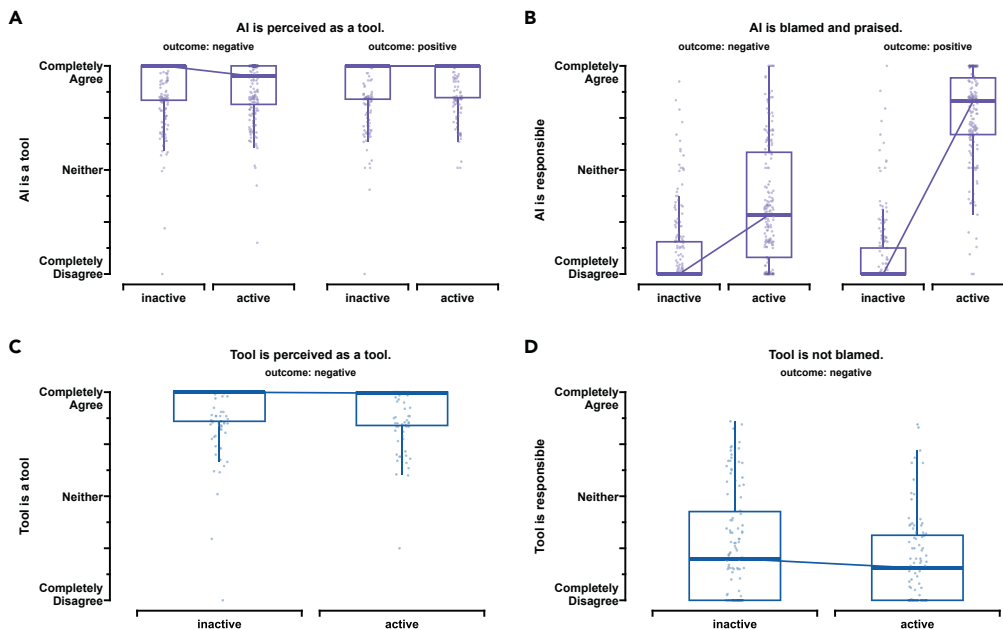 A
AI is perceived as a tool.
outcome: negative
outcome: positive
Completely
Agree
Neither
Completely
Disagree
AI is a tool
inactive
active
inactive
active
B
AI is blamed and praised.
outcome: negative
outcome: positive
Completely
Agree
Neither
Completely
Disagree
AI is responsible
inactive
active
inactive
active
C
Tool is perceived as a tool.
outcome: negative
Completely
Agree
Neither
Completely
Disagree
Tool is a tool
inactive
active
D
Tool is not blamed.
outcome: negative
Completely
Agree
Neither
Completely
Disagree
Tool is responsible
inactive
active